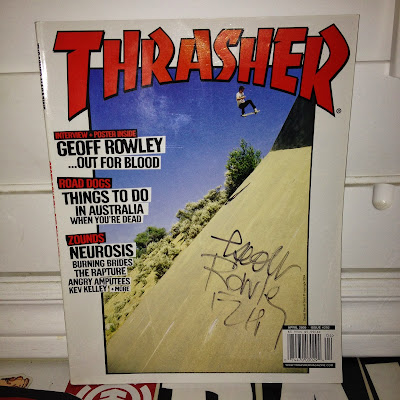 THRASHER
INTERVIEW + POSTER INSIDE
GEOFF ROWLEY
...OUT FOR BLOOD
ROAD DOGS
THINGS TO DO
IN AUSTRALIA
WHEN YOU'RE DEAD
ZOUNDS
NEUROSIS
BURNING BRIDES
THE RAPTURE
ANGRY AMPUTEES
KEV KELLEY! + MORE
Geoff
Rowley